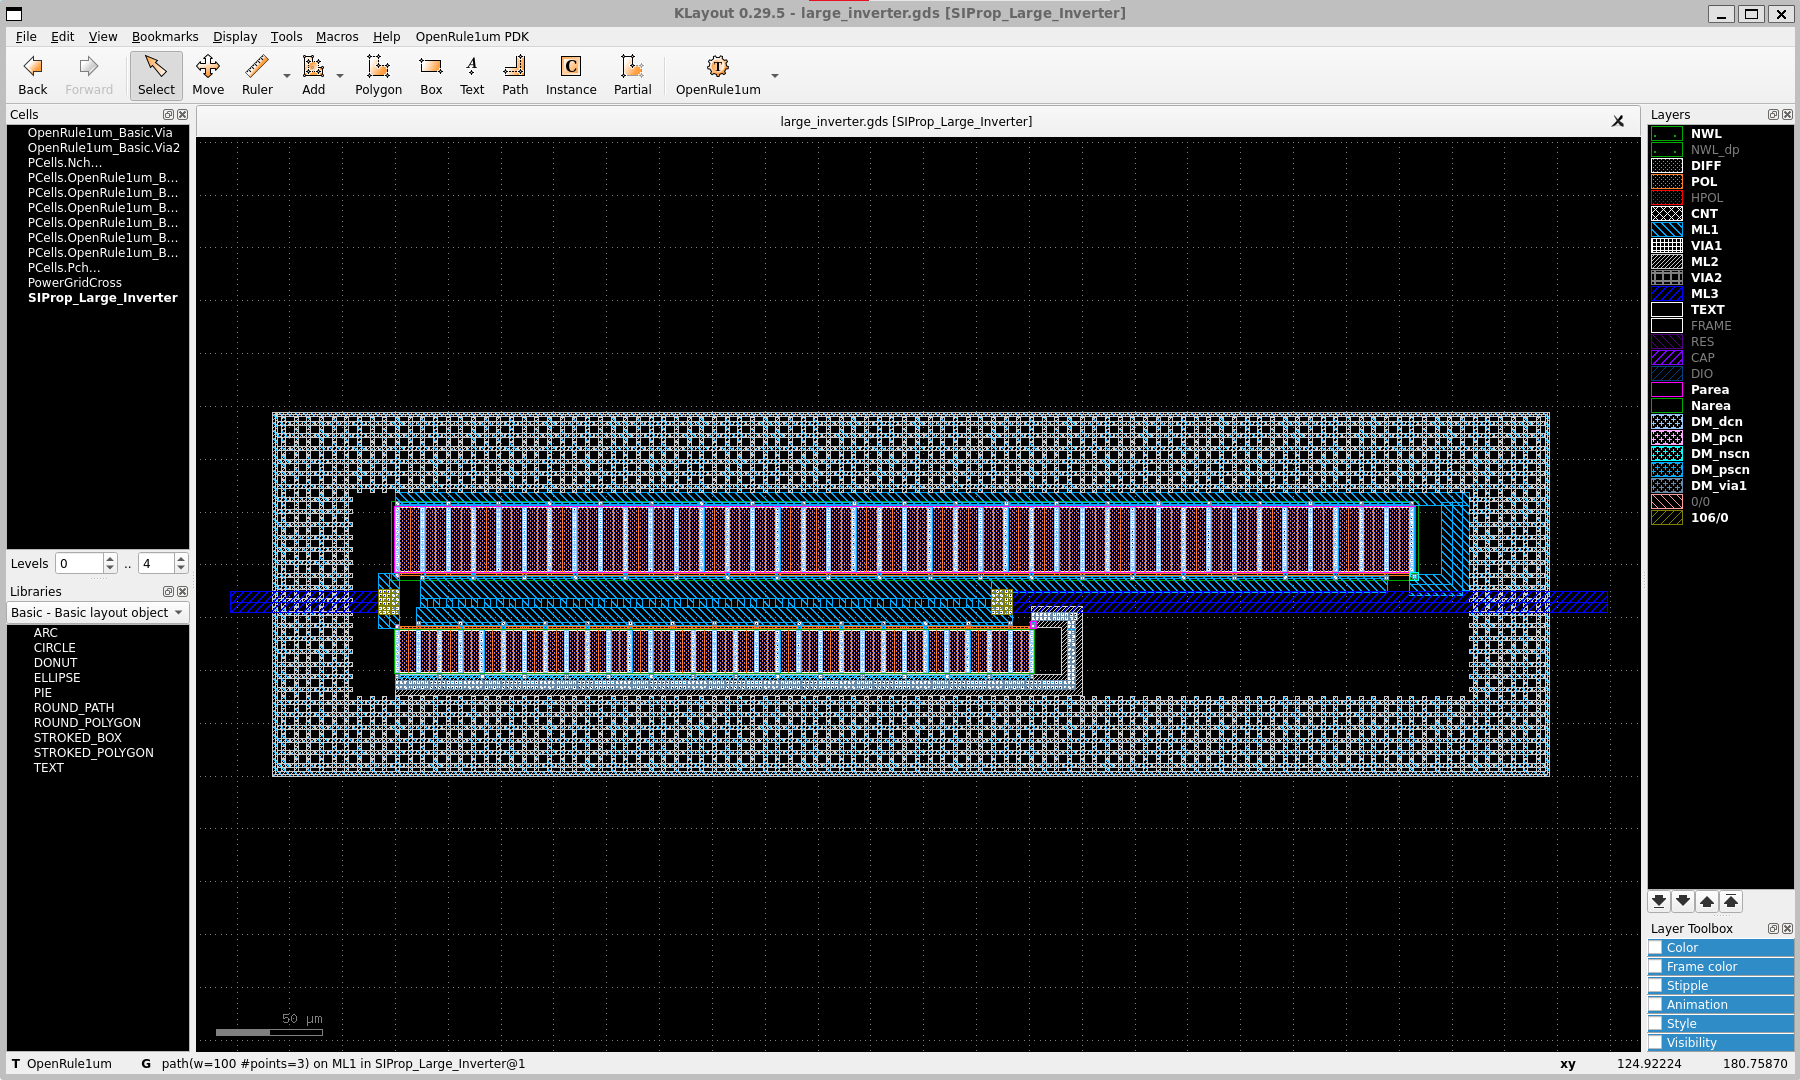 KLayout 0.29.5 - large_inverter.gds [SIProp_Large_Inverter]
File Edit View Bookmarks Display Tools Macros Help OpenRule1um PDK
Back Forward Select Move Ruler Add Polygon Box Text Path Instance Partial OpenRule1um
Cells
OpenRule1um_Basic.Via
OpenRule1um_Basic.Via2
PCells.Nch...
PCells.OpenRule1um_B...
PCells.OpenRule1um_B...
PCells.OpenRule1um_B...
PCells.OpenRule1um_B...
PCells.OpenRule1um_B...
PCells.OpenRule1um_B...
PCells.Pch...
PowerGridCross
SIProp_Large_Inverter
Levels 0 .. 4
Libraries
Basic - Basic layout object
ARC
CIRCLE
DONUT
ELLIPSE
PIE
ROUND_PATH
ROUND_POLYGON
STROKED_BOX
STROKED_POLYGON
TEXT
large_inverter.gds [SIProp_Large_Inverter]
50 µm
Layers
NWL
NWL_dp
DIFF
POL
HPOL
CNT
ML1
VIA1
ML2
VIA2
ML3
TEXT
FRAME
RES
CAP
DIO
Parea
Narea
DM_dcn
DM_pcn
DM_nscn
DM_pscn
DM_via1
0/0
106/0
Layer Toolbox
Color
Frame color
Stipple
Animation
Style
Visibility
T OpenRule1um G path(w=100 #points=3) on ML1 in SIProp_Large_Inverter@1 xy 124.92224 180.75870